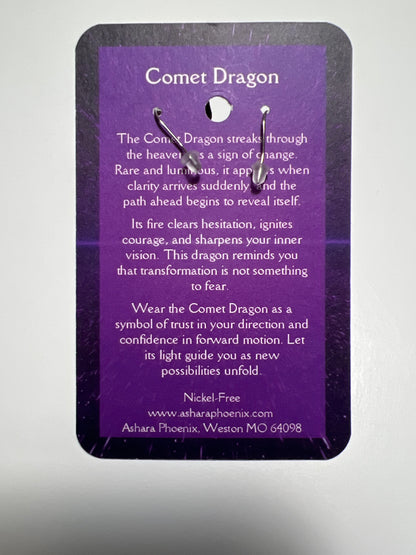 Comet Dragon
The Comet Dragon streaks through
the heavens as a sign of change.
Rare and luminous, it appears when
clarity arrives suddenly and the
path ahead begins to reveal itself.
Its fire clears hesitation, ignites
courage, and sharpens your inner
vision. This dragon reminds you
that transformation is not something
to fear.
Wear the Comet Dragon as a
symbol of trust in your direction and
confidence in forward motion. Let
its light guide you as new
possibilities unfold.
Nickel-Free
www.asharaphoenix.com
Ashara Phoenix, Weston MO 64098